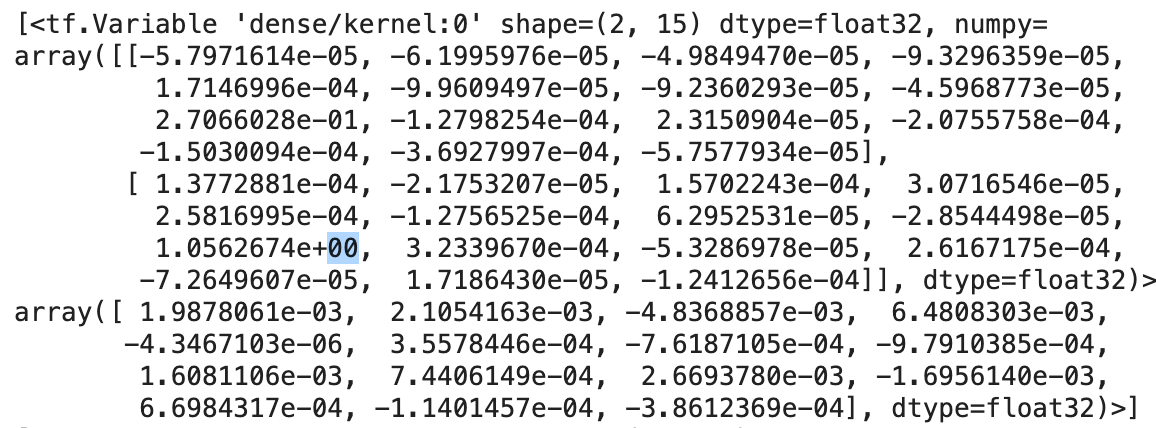 [<tf.Variable 'dense/kernel:0' shape=(2, 15) dtype=float32, numpy=
array([[-5.7971614e-05, -6.1995976e-05, -4.9849470e-05, -9.3296359e-05,
1.7146996e-04, -9.9609497e-05, -9.2360293e-05, -4.5968773e-05,
2.7066028e-01, -1.2798254e-04, 2.3150904e-05, -2.0755758e-04,
-1.5030094e-04, -3.6927997e-04, -5.7577934e-05],
[ 1.3772881e-04, -2.1753207e-05, 1.5702243e-04, 3.0716546e-05,
2.5816995e-04, -1.2756525e-04, 6.2952531e-05, -2.8544498e-05,
1.0562674e+00, 3.2339670e-04, -5.3286978e-05, 2.6167175e-04,
-7.2649607e-05, 1.7186430e-05, -1.2412656e-04]], dtype=float32)>
array([ 1.9878061e-03, 2.1054163e-03, -4.8368857e-03, 6.4808303e-03,
-4.3467103e-06, 3.5578446e-04, -7.6187105e-04, -9.7910385e-04,
1.6081106e-03, 7.4406149e-04, 2.6693780e-03, -1.6956140e-03,
6.6984317e-04, -1.1401457e-04, -3.8612369e-04], dtype=float32)>]